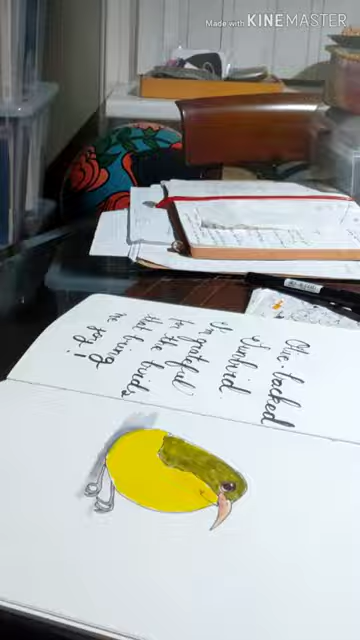 Made with KINEMASTER
Olive-backed
Sunbird.
I'm grateful
for the birds
that bring
me joy!